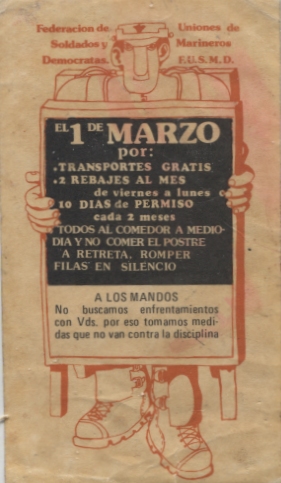 Federacion de Uniones de
Soldados y Marineros
Democratas. F.U.S.M.D.
EL 1 DE MARZO
por:
.TRANSPORTES GRATIS
.2 REBAJES AL MES
de viernes a lunes
10 DIAS de PERMISO
cada 2 meses
TODOS AL COMEDOR A MEDIO-
DIA Y NO COMER EL POSTRE
A RETRETA. ROMPER
FILAS EN SILENCIO
A LOS MANDOS
No buscamos enfrentamientos
con Vds. por eso tomamos medi-
das que no van contra la disciplina